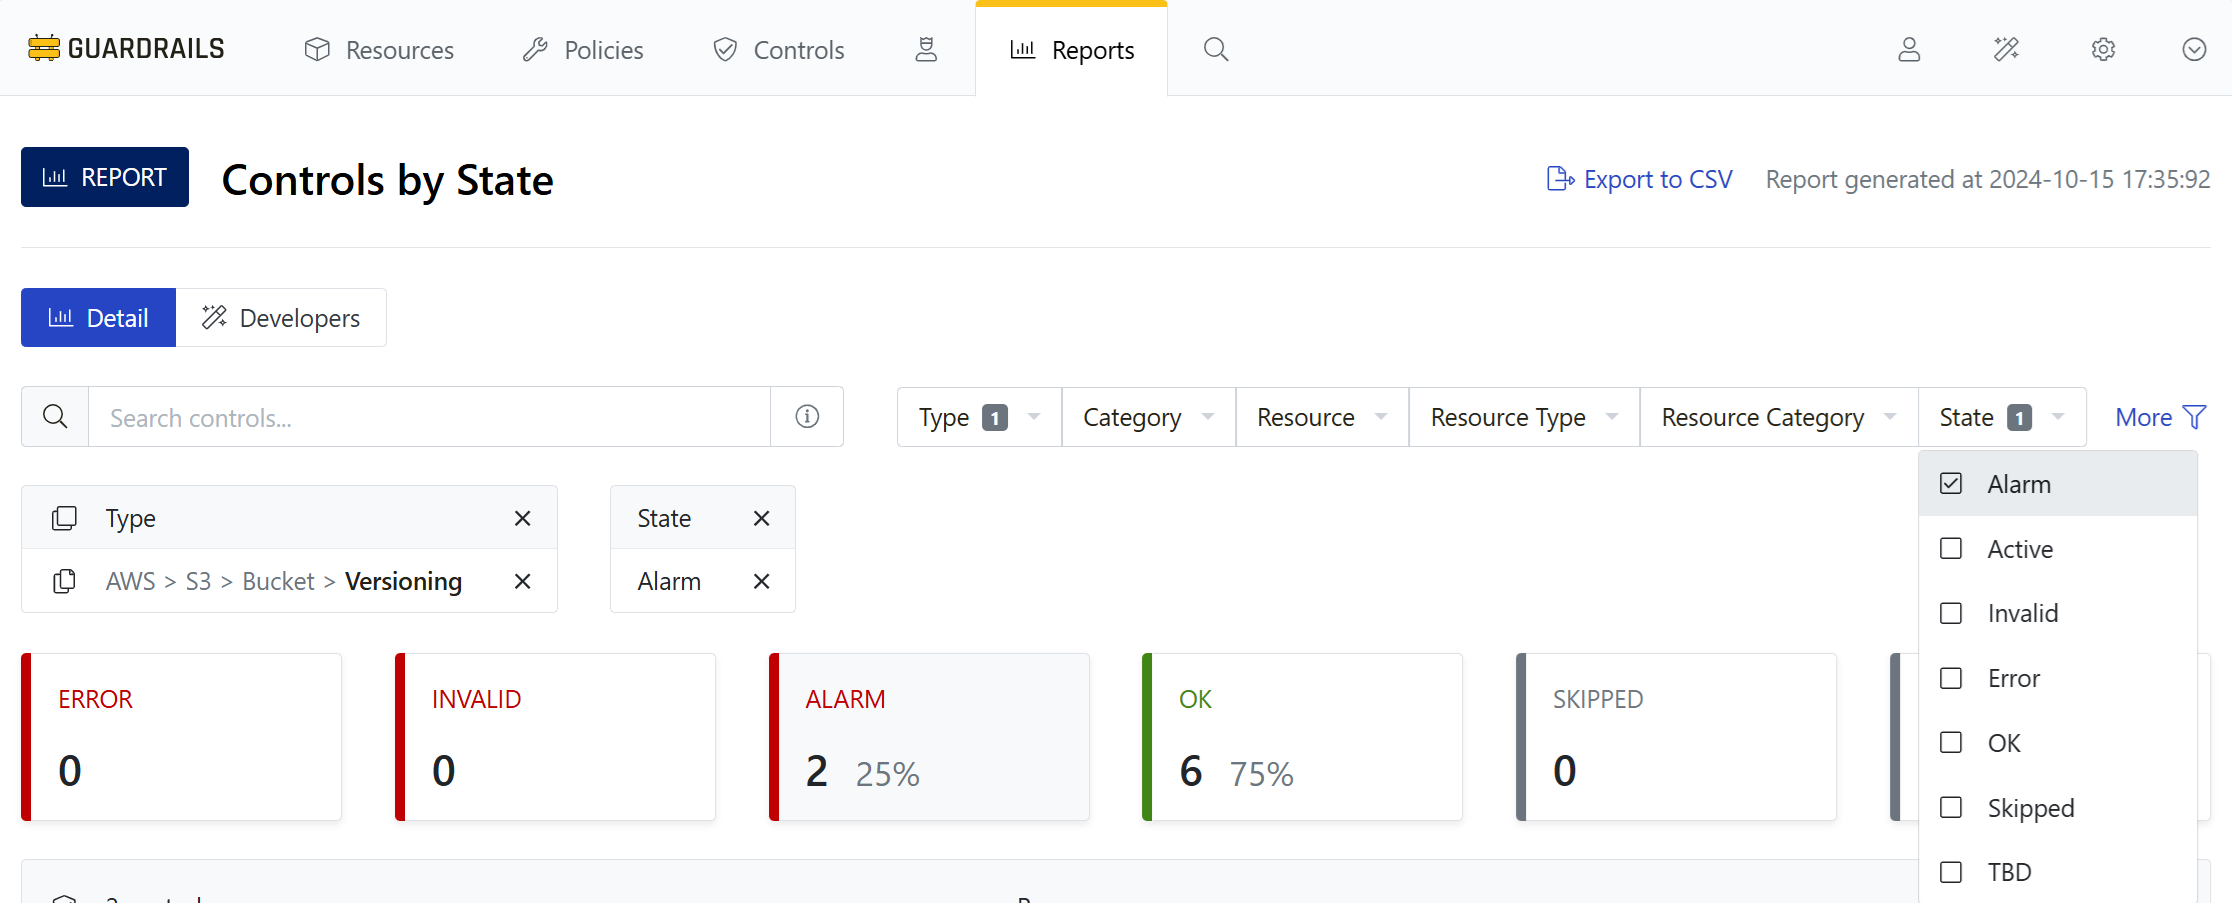 GUARDRAILS Resources Policies Controls Reports
REPORT Controls by State Export to CSV Report generated at 2024-10-15 17:35:92
Detail Developers
Search controls... Type 1 Category Resource Resource Type Resource Category State 1 More
Type State
AWS > S3 > Bucket > Versioning Alarm
Alarm
Active
Invalid
Error
OK
Skipped
TBD
ERROR INVALID ALARM OK SKIPPED
0 0 2 25% 6 75% 0